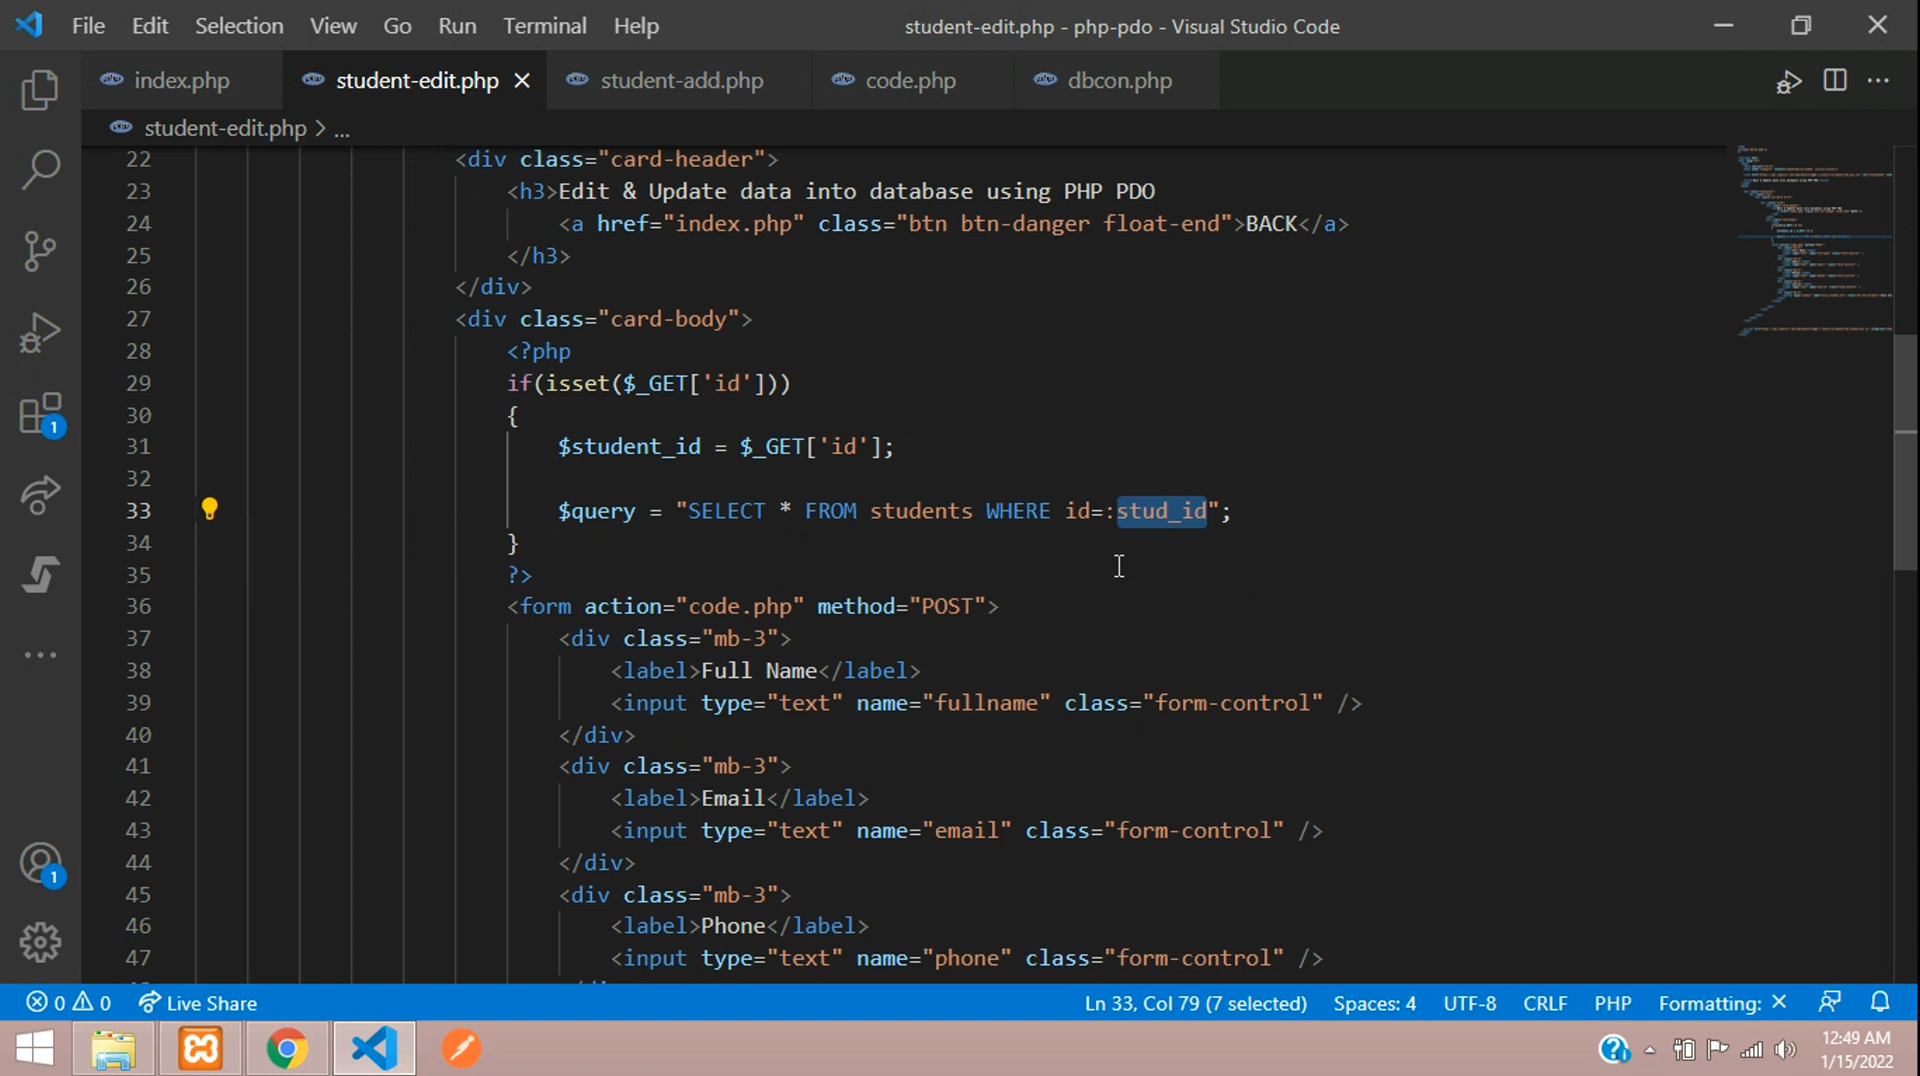 File Edit Selection View Go Run Terminal Help student-edit.php - php-pdo - Visual Studio Code
index.php student-edit.php student-add.php code.php dbcon.php
student-edit.php > ...
22 <div class="card-header">
23 <h3>Edit & Update data into database using PHP PDO
24 <a href="index.php" class="btn btn-danger float-end">BACK</a>
25 </h3>
26 </div>
27 <div class="card-body">
28 <?php
29 if(isset($_GET['id']))
30 {
31 $student_id = $_GET['id'];
32
33 $query = "SELECT * FROM students WHERE id=:stud_id";
34 }
35 ?>
36 <form action="code.php" method="POST">
37 <div class="mb-3">
38 <label>Full Name</label>
39 <input type="text" name="fullname" class="form-control" />
40 </div>
41 <div class="mb-3">
42 <label>Email</label>
43 <input type="text" name="email" class="form-control" />
44 </div>
45 <div class="mb-3">
46 <label>Phone</label>
47 <input type="text" name="phone" class="form-control" />
1
1
0 0 Live Share Ln 33, Col 79 (7 selected) Spaces: 4 UTF-8 CRLF PHP Formatting: ×
12:49 AM
1/15/2022